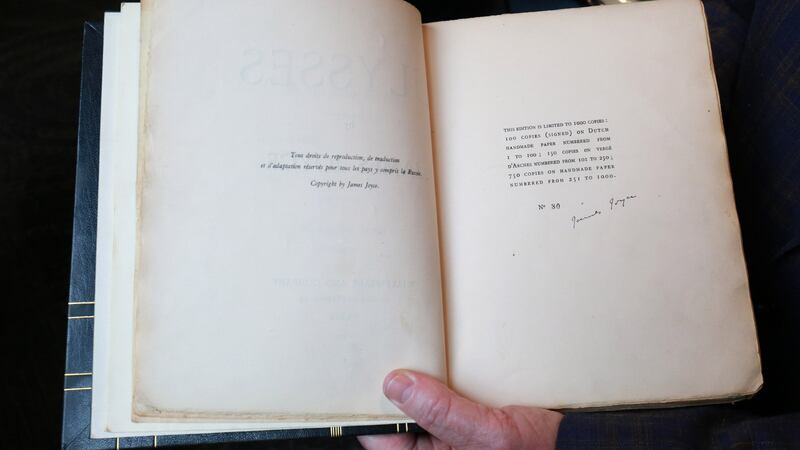 Tous droits de reproduction, de traduction
et d'adaptation réservés pour tous les pays y compris la Russie.
Copyright by James Joyce.
THIS EDITION IS LIMITED TO 1000 COPIES :
100 COPIES (SIGNED) ON DUTCH
HANDMADE PAPER NUMBERED FROM
1 TO 100 ; 150 COPIES ON VERGÉ
D'ARCHES NUMBERED FROM 101 TO 250 ;
750 COPIES ON HANDMADE PAPER
NUMBERED FROM 251 TO 1000.
N° 86
James Joyce